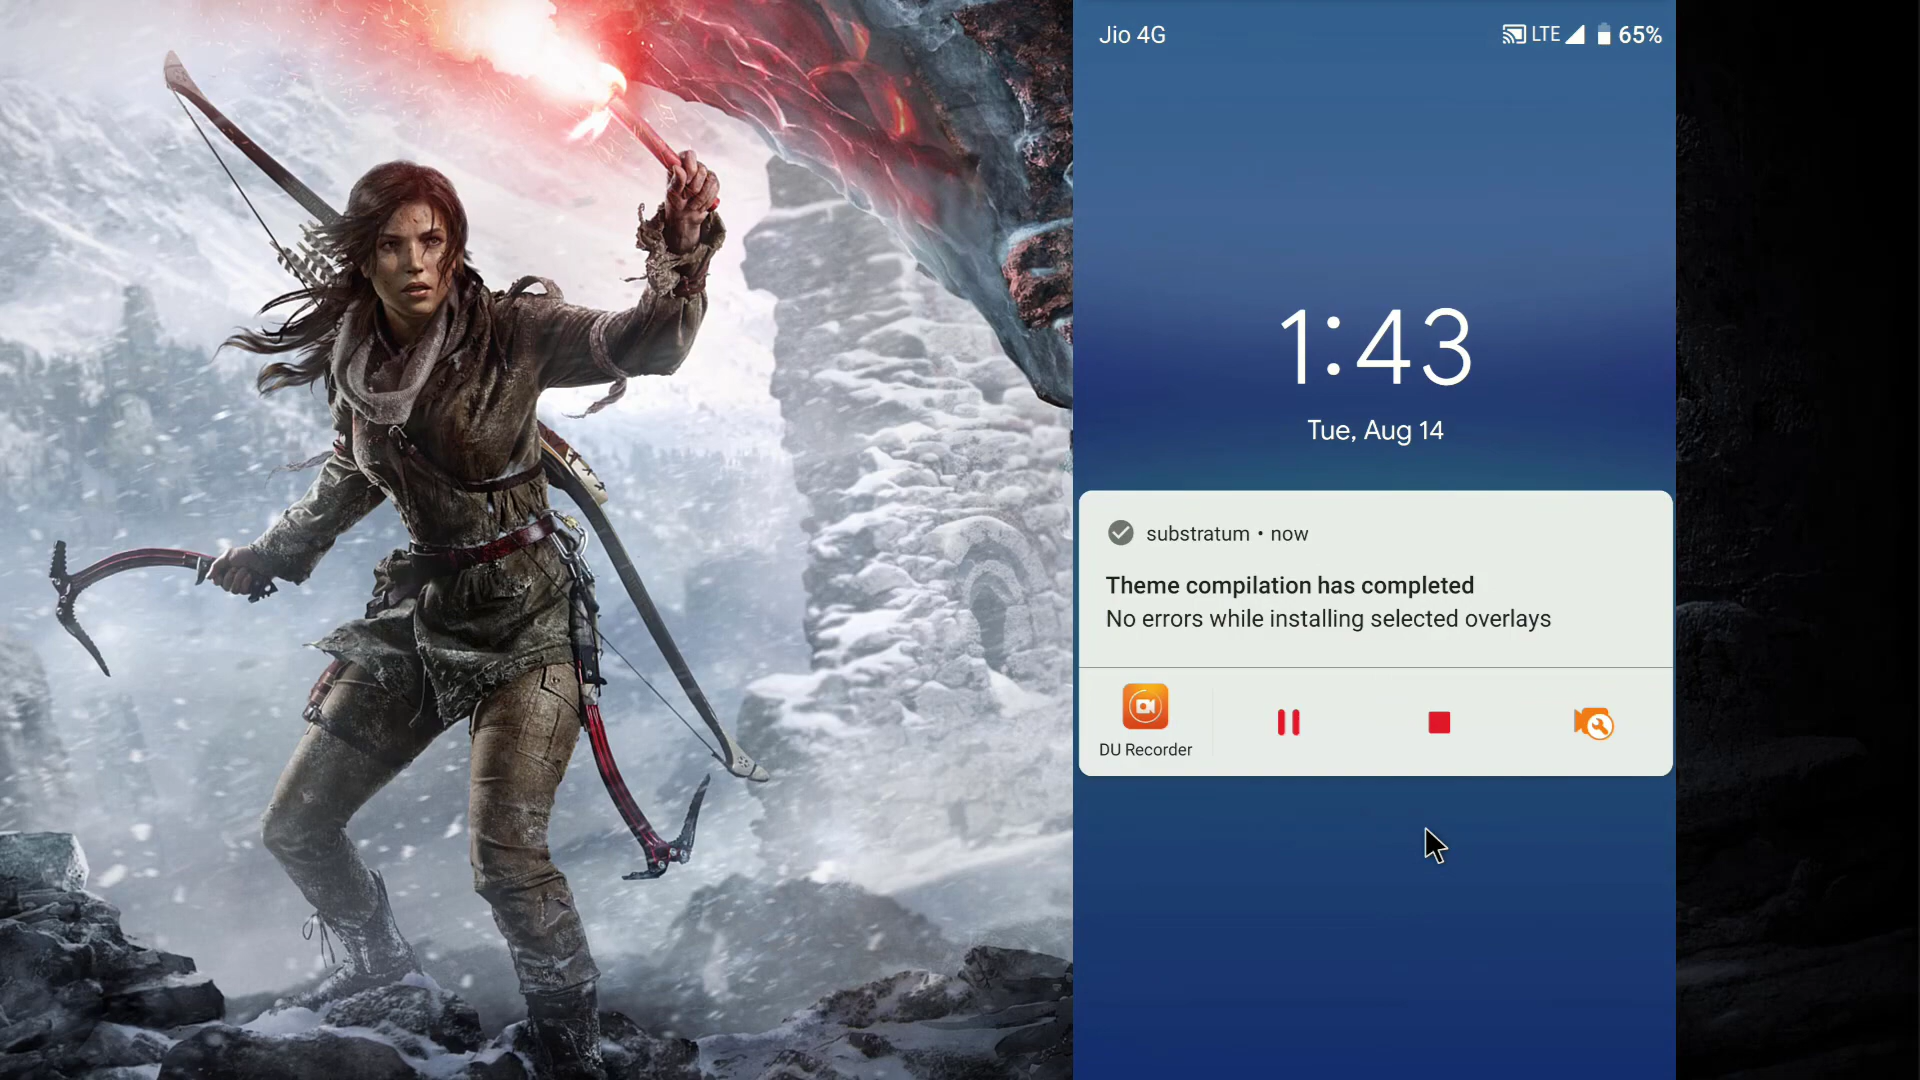 Jio 4G
LTE 65%
1:43
Tue, Aug 14
substratum • now
Theme compilation has completed
No errors while installing selected overlays
DU Recorder